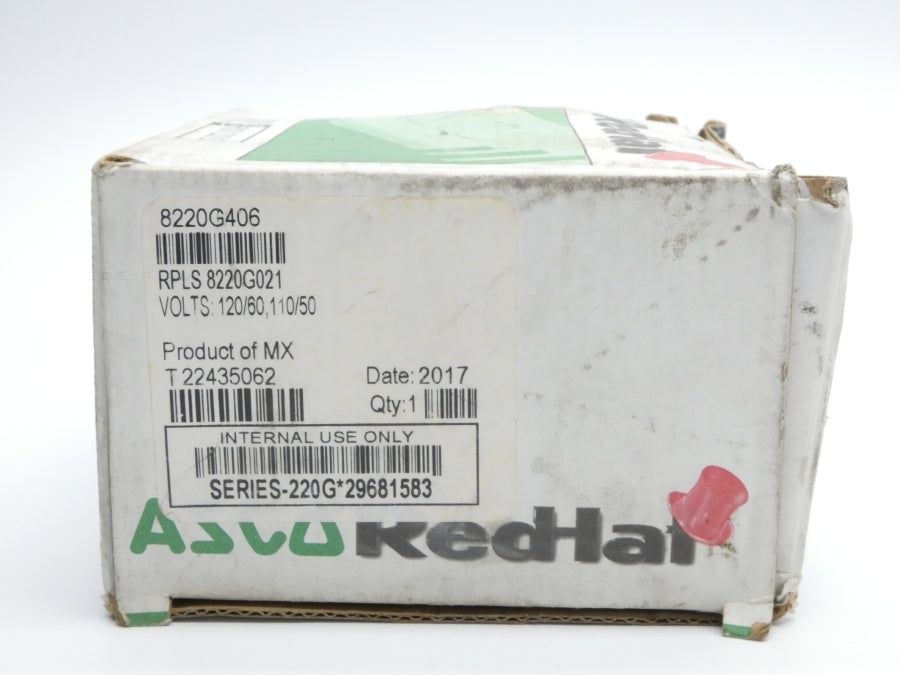 8220G406
RPLS 8220G021
VOLTS: 120/60,110/50
Product of MX
T 22435062
Date: 2017
Qty:1
INTERNAL USE ONLY
SERIES-220G*29681583
RedHat